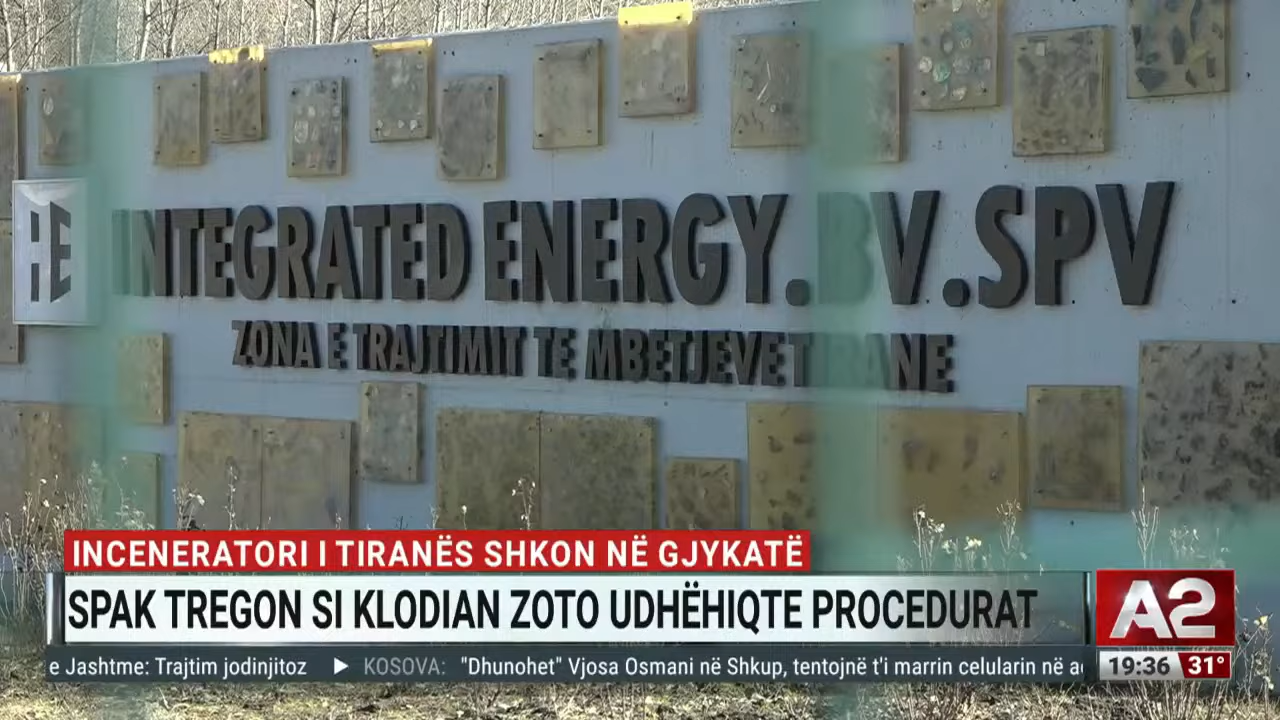 INTEGRATED ENERGY.BV.SPV
ZONA E TRAJTIMIT TE MBETJEVE TIRANE
INCENERATORI I TIRANËS SHKON NË GJYKATË
SPAK TREGON SI KLODIAN ZOTO UDHËHIQTE PROCEDURAT
A2
e Jashtme: Trajtim jodinjitoz ▶ KOSOVA: "Dhunohet" Vjosa Osmani në Shkup, tentojnë t'i marrin celularin në
19:36 31°